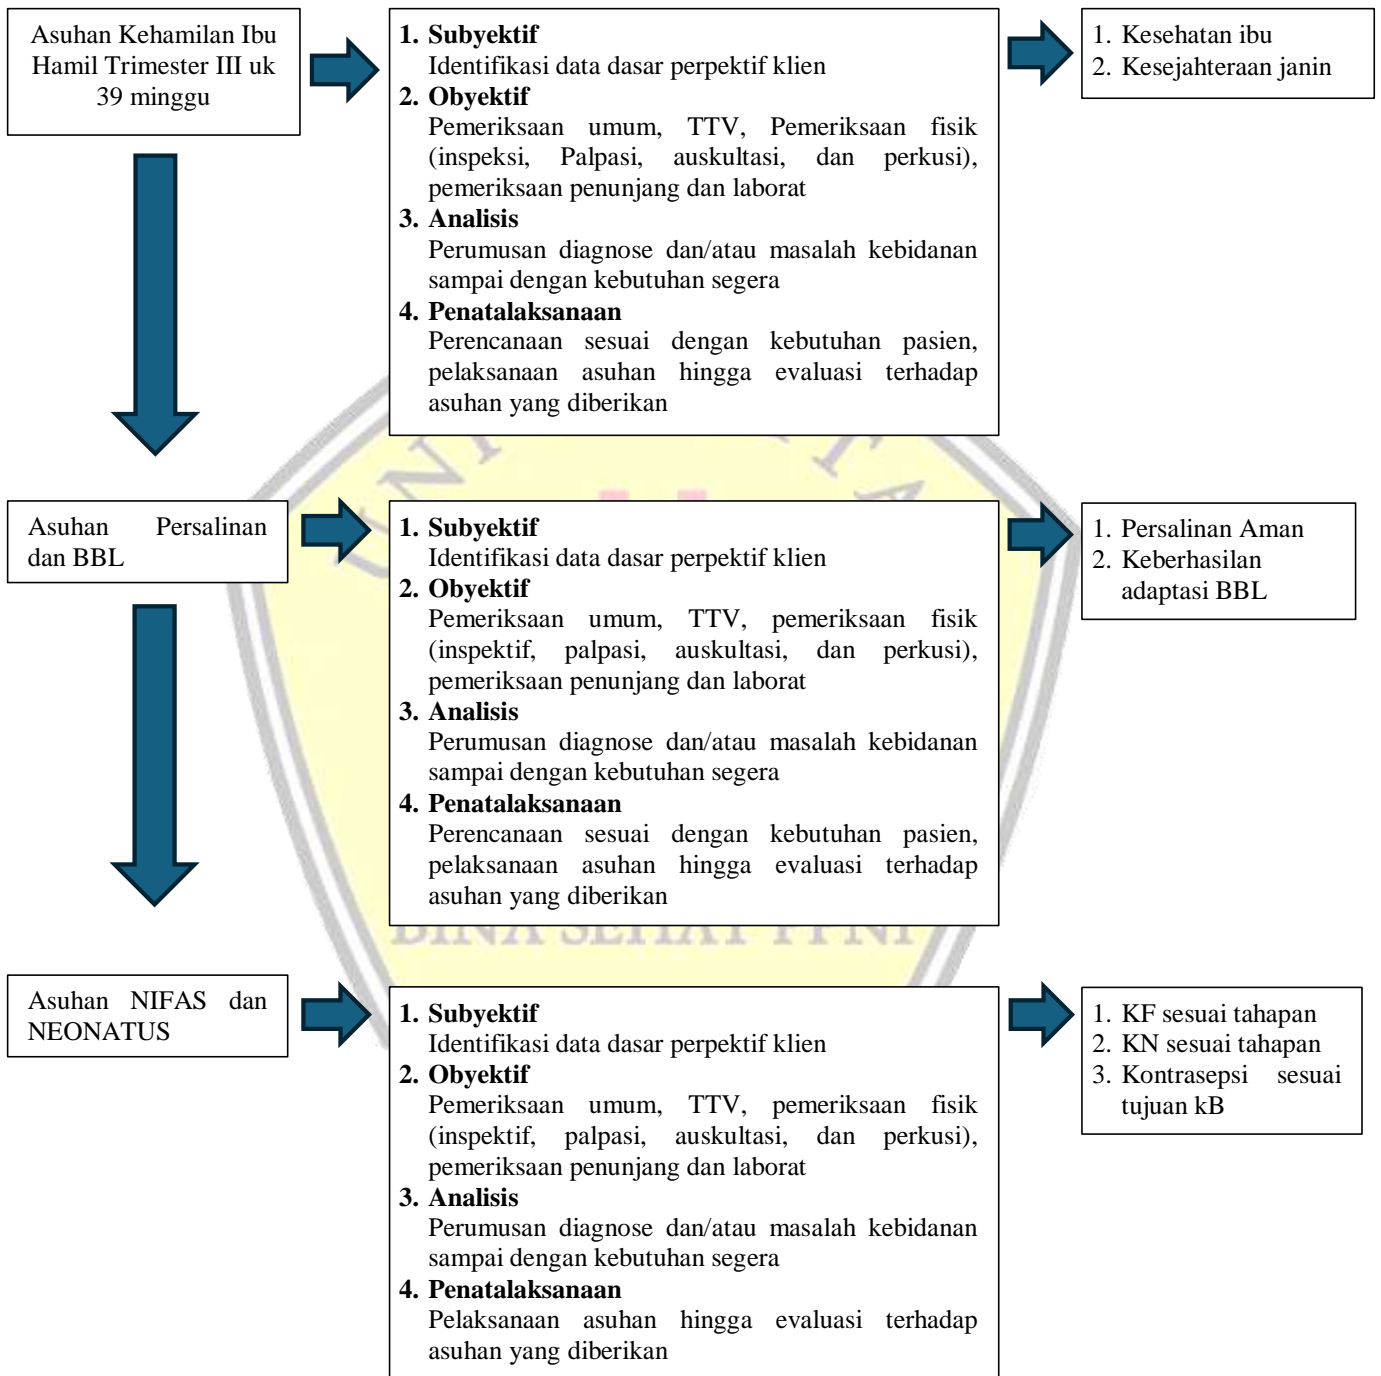 Asuhan Kehamilan Ibu
Hamil Trimester III uk
39 minggu
1. Subyektif
Identifikasi data dasar perpektif klien
2. Obyektif
Pemeriksaan umum, TTV, Pemeriksaan fisik
(inspeksi, Palpasi, auskultasi, dan perkusi),
pemeriksaan penunjang dan laborat
3. Analisis
Perumusan diagnose dan/atau masalah kebidanan
sampai dengan kebutuhan segera
4. Penatalaksanaan
Perencanaan sesuai dengan kebutuhan pasien,
pelaksanaan asuhan hingga evaluasi terhadap
asuhan yang diberikan
1. Kesehatan ibu
2. Kesejahteraan janin
Asuhan Persalinan
dan BBL
1. Subyektif
Identifikasi data dasar perpektif klien
2. Obyektif
Pemeriksaan umum, TTV, pemeriksaan fisik
(inspektif, palpasi, auskultasi, dan perkusi),
pemeriksaan penunjang dan laborat
3. Analisis
Perumusan diagnose dan/atau masalah kebidanan
sampai dengan kebutuhan segera
4. Penatalaksanaan
Perencanaan sesuai dengan kebutuhan pasien,
pelaksanaan asuhan hingga evaluasi terhadap
asuhan yang diberikan
1. Persalinan Aman
2. Keberhasilan
adaptasi BBL
BINA SEHAT PPNI
Asuhan NIFAS dan
NEONATUS
1. Subyektif
Identifikasi data dasar perpektif klien
2. Obyektif
Pemeriksaan umum, TTV, pemeriksaan fisik
(inspektif, palpasi, auskultasi, dan perkusi),
pemeriksaan penunjang dan laborat
3. Analisis
Perumusan diagnose dan/atau masalah kebidanan
sampai dengan kebutuhan segera
4. Penatalaksanaan
Pelaksanaan asuhan hingga evaluasi terhadap
asuhan yang diberikan
1. KF sesuai tahapan
2. KN sesuai tahapan
3. Kontrasepsi sesuai
tujuan kB